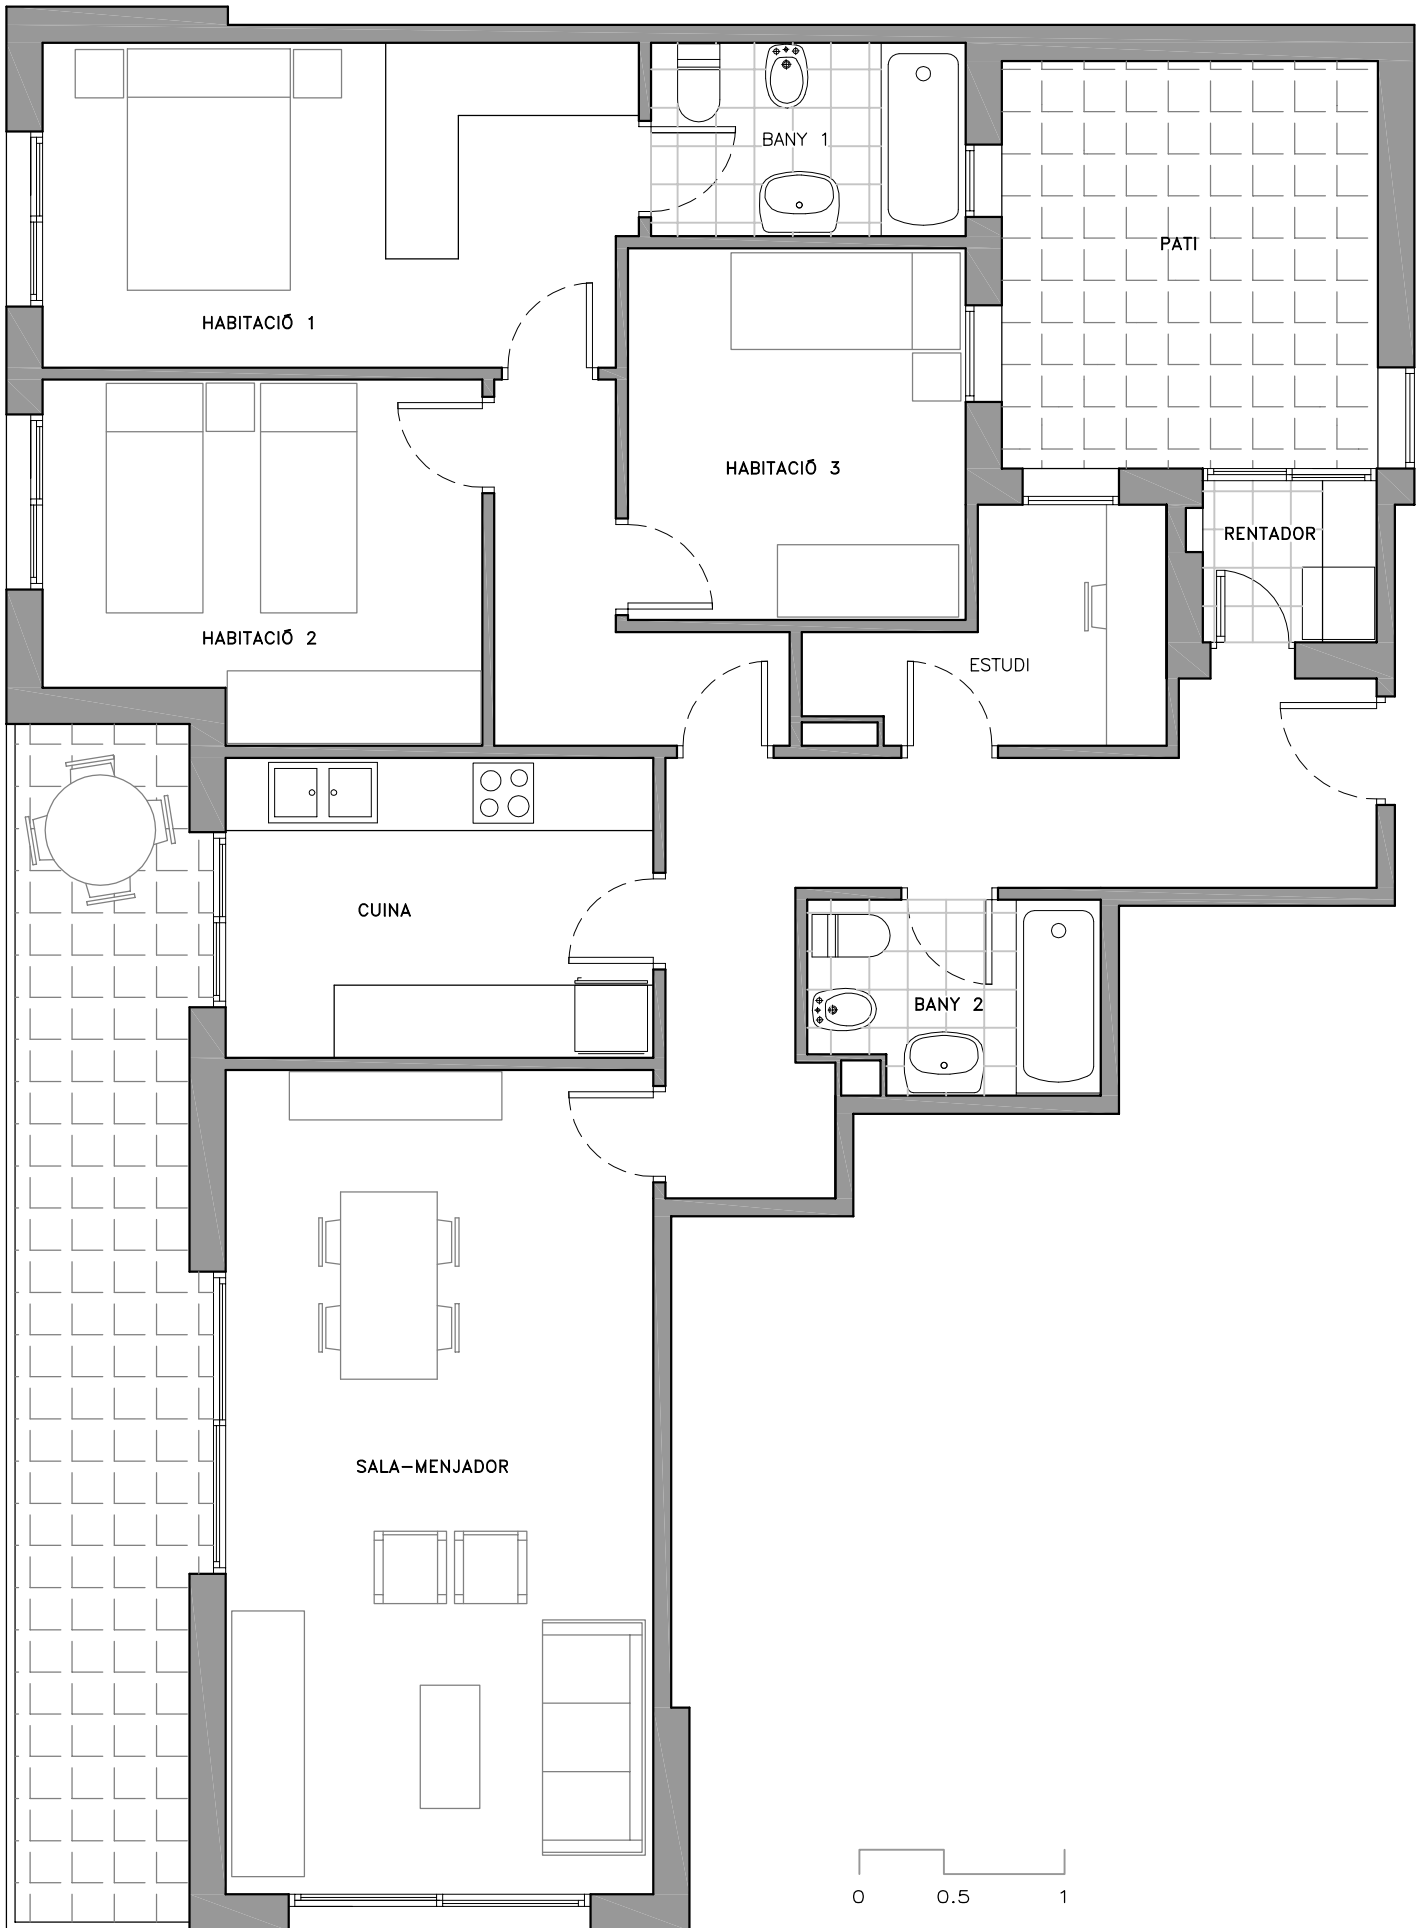 BANY 1
PATI
HABITACIÓ 1
HABITACIÓ 3
RENTADOR
HABITACIÓ 2
ESTUDI
CUINA
BANY 2
SALA-MENJADOR
0 0.5 1